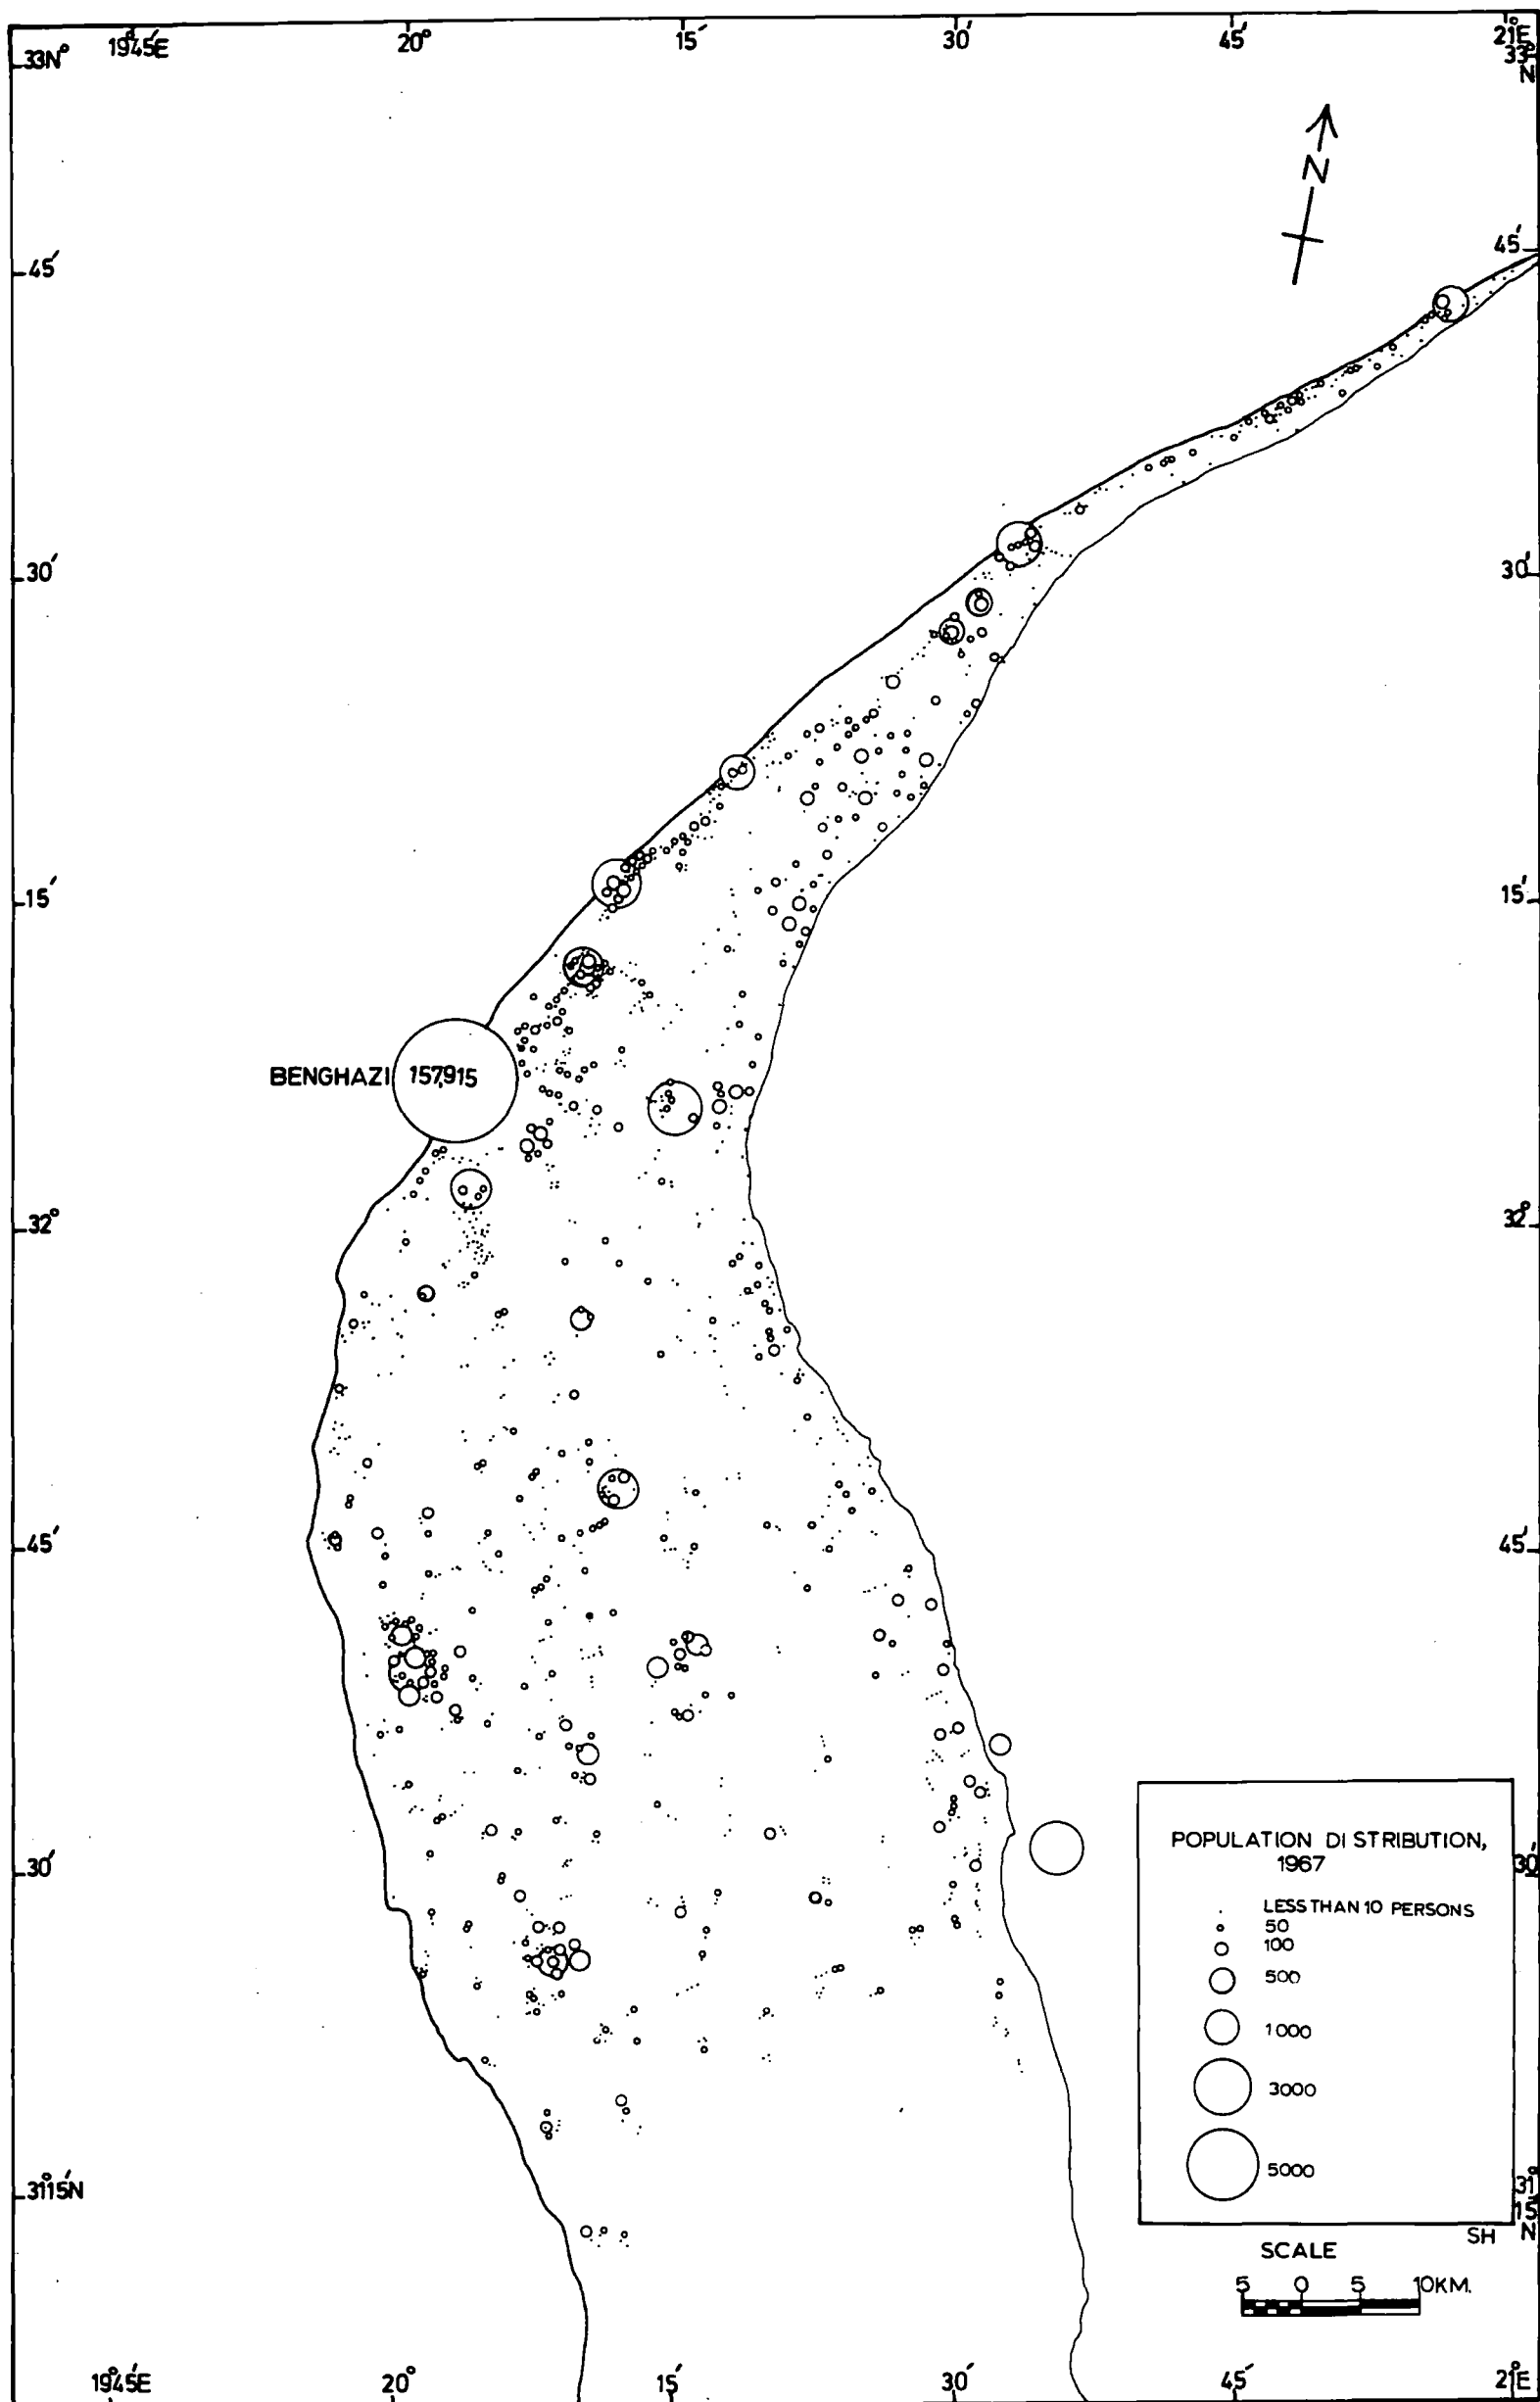 19°45'E
20°
15'
30'
45'
21°E
33N°
33°
N
N
45'
45'
30'
30'
15'
15'
BENGHAZI 157,915
32°
32°
45'
45'
30'
30'
POPULATION DISTRIBUTION,
1967
LESS THAN 10 PERSONS
50
100
500
1000
3000
5000
31°15'N
31°
15'
N
SH
SCALE
5 0 5 10KM.
19°45'E
20°
15'
30'
45'
21°E